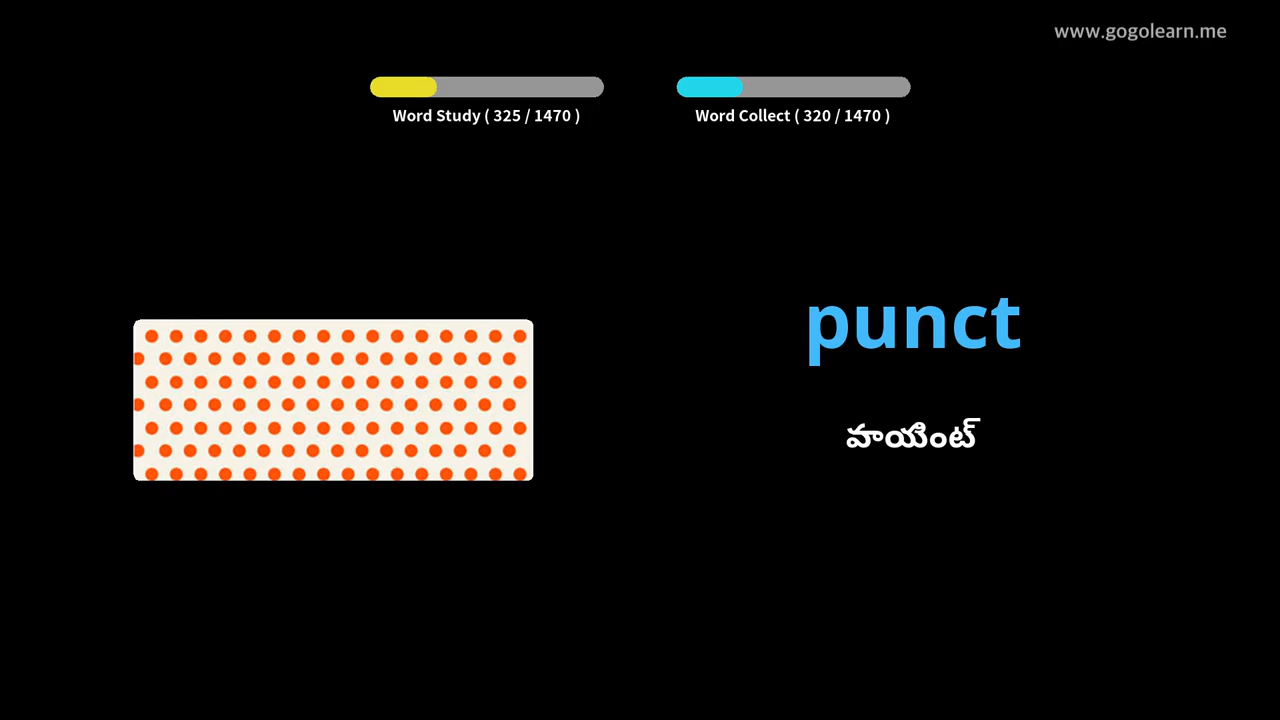 www.gogolearn.me
Word Study ( 325 / 1470 )
Word Collect ( 320 / 1470 )
punct
పాయింట్